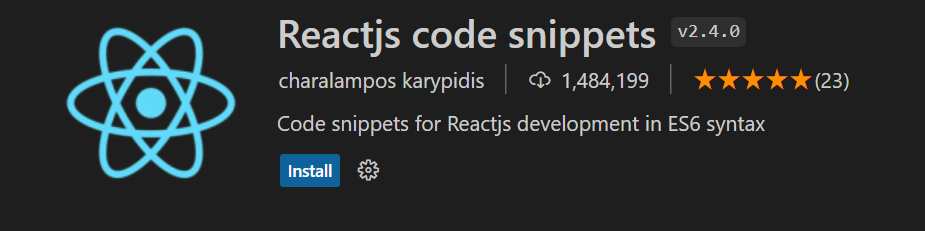 Reactjs code snippets v2.4.0
charalampos karypidis 1,484,199 (23)
Code snippets for Reactjs development in ES6 syntax
Install